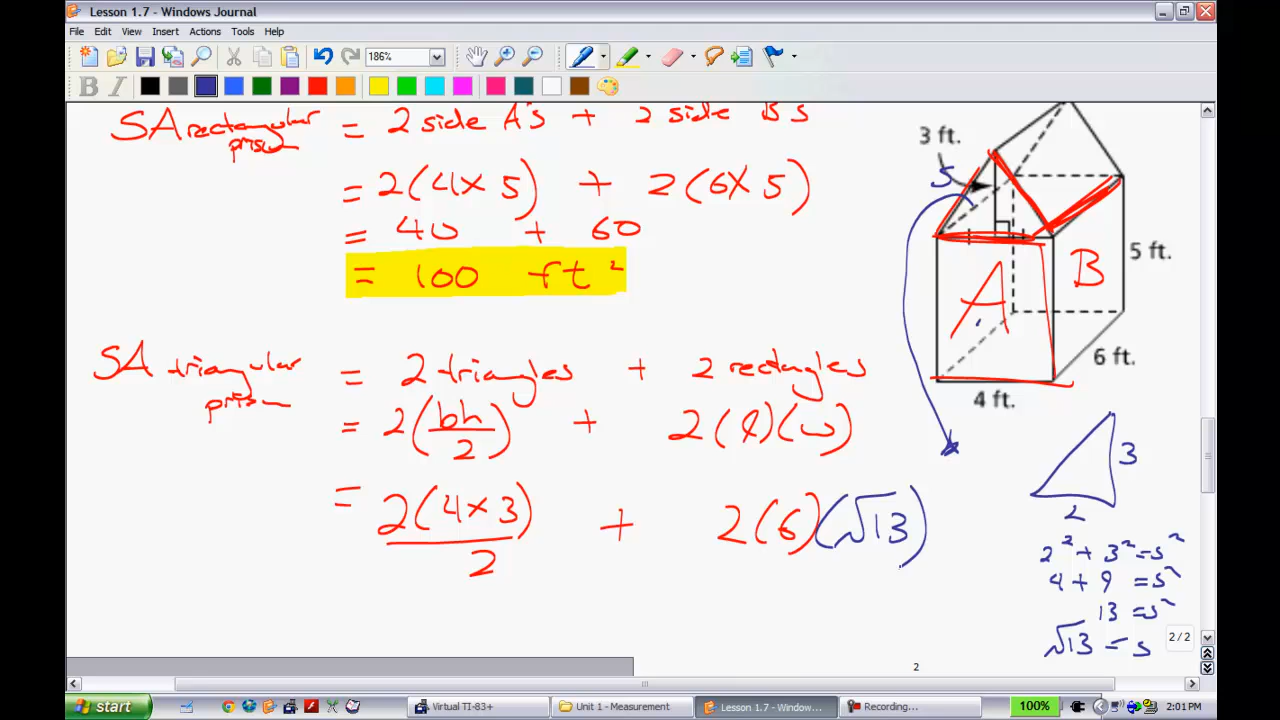 Lesson 1.7 - Windows Journal
File Edit View Insert Actions Tools Help
186%
B I
SA rectangular prism = 2 side A's + 2 side B's
= 2(4 × 5) + 2(6 × 5)
= 40 + 60
= 100 ft²
SA triangular prism = 2 triangles + 2 rectangles
= 2(bh/2) + 2(l)(w)
= 2(4 × 3)/2 + 2(6)(√13)
3 ft.
S
A
B
5 ft.
6 ft.
4 ft.
3
2
2² + 3² = s²
4 + 9 = s²
13 = s²
√13 = s
2/2
2
start Virtual TI-83+ Unit 1 - Measurement Lesson 1.7 - Window... Recording... 100% 2:01 PM